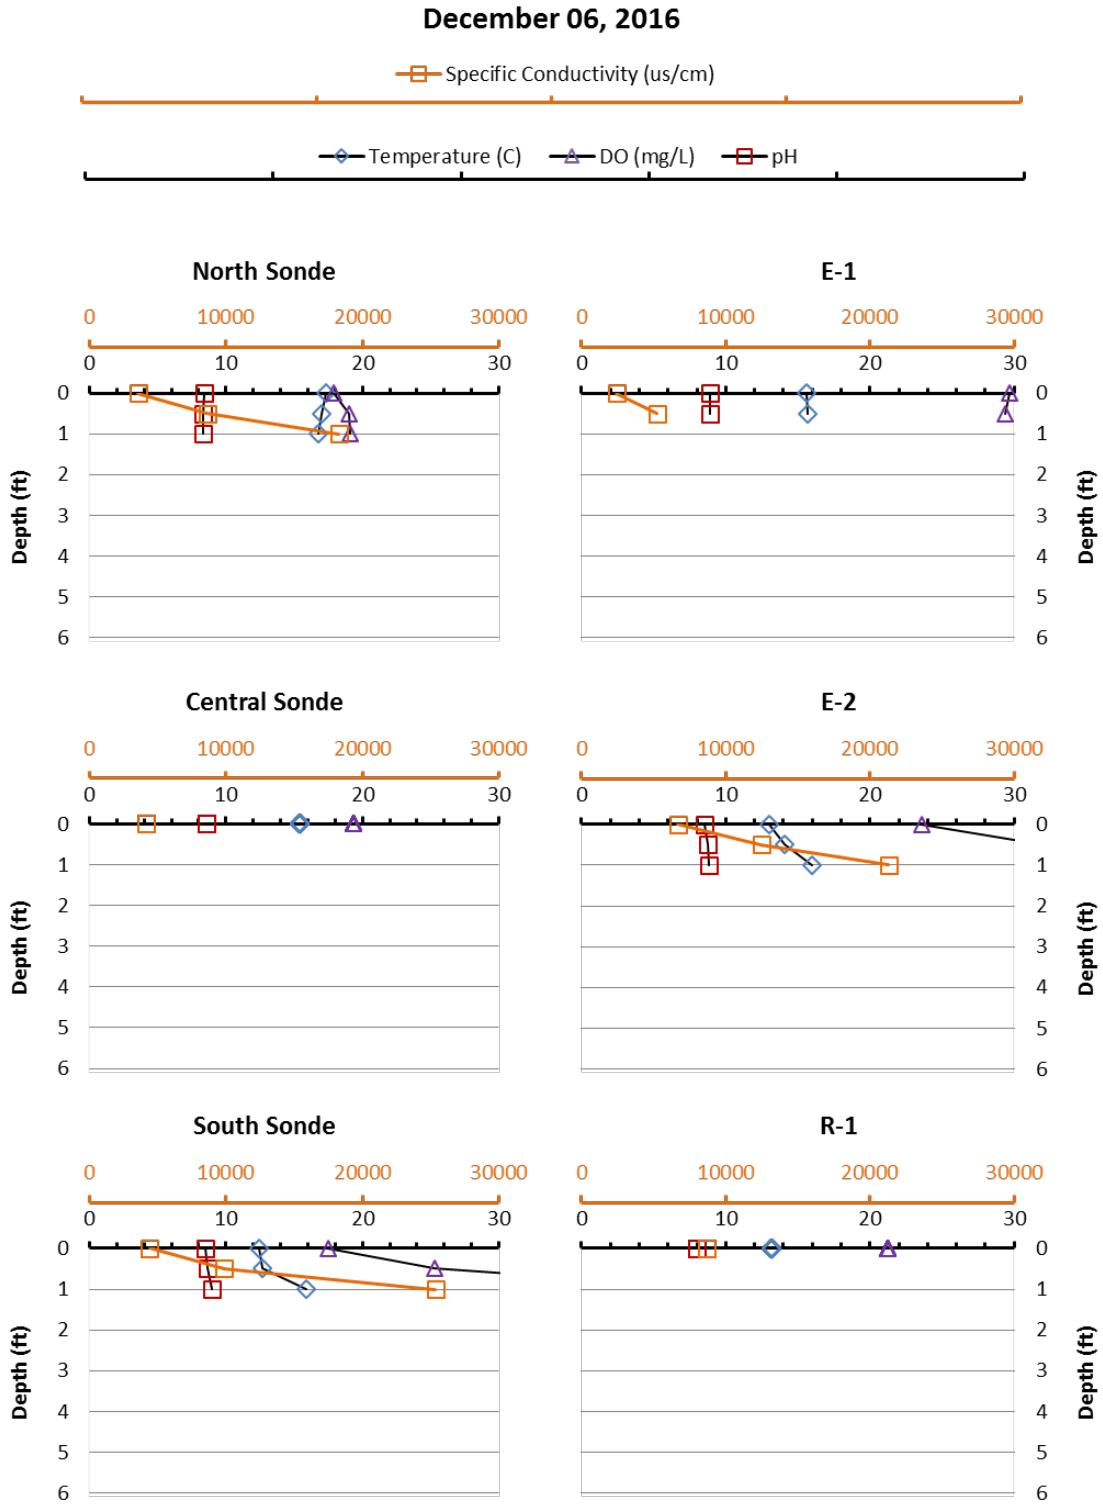 December 06, 2016
Specific Conductivity (us/cm)
Temperature (C) DO (mg/L) pH
North Sonde E-1
0 10000 20000 30000 0 10000 20000 30000
0 10 20 30 0 10 20 30
0 0
1 1
2 2
3 3
Depth (ft) Depth (ft)
4 4
5 5
6 6
Central Sonde E-2
0 10000 20000 30000 0 10000 20000 30000
0 10 20 30 0 10 20 30
0 0
1 1
2 2
3 3
Depth (ft) Depth (ft)
4 4
5 5
6 6
South Sonde R-1
0 10000 20000 30000 0 10000 20000 30000
0 10 20 30 0 10 20 30
0 0
1 1
2 2
3 3
Depth (ft) Depth (ft)
4 4
5 5
6 6